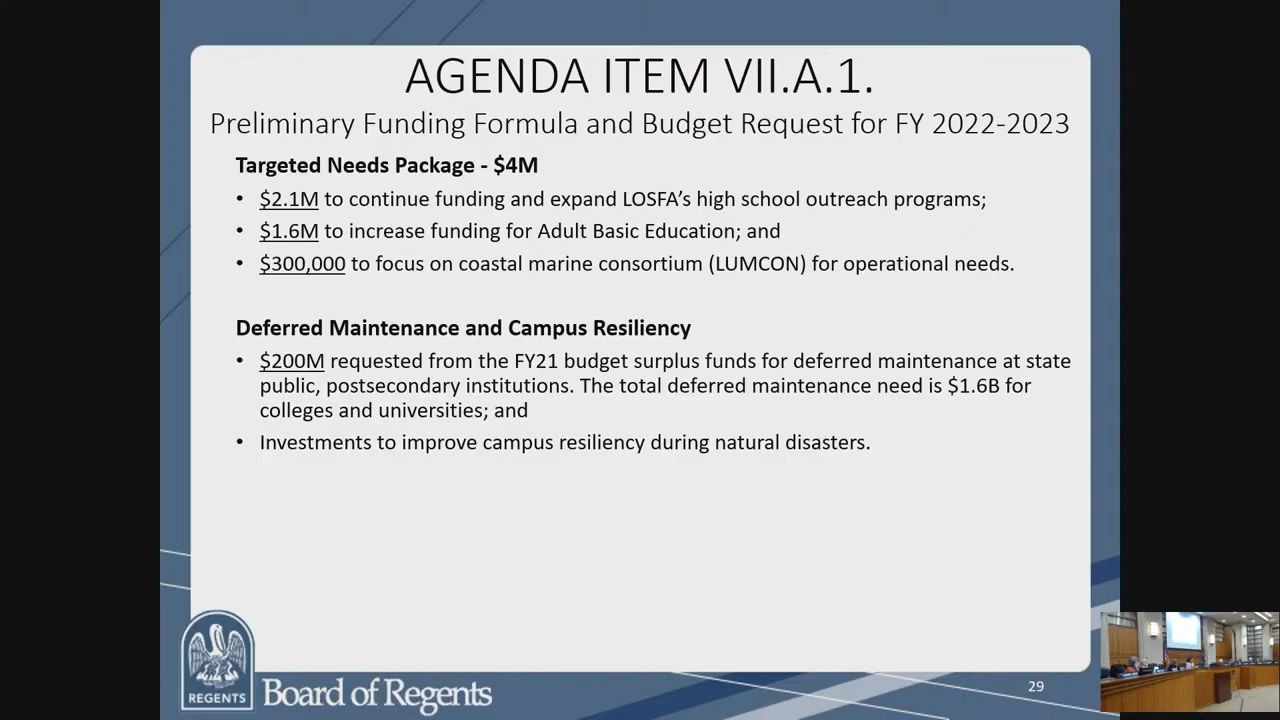 AGENDA ITEM VII.A.1.
Preliminary Funding Formula and Budget Request for FY 2022-2023
Targeted Needs Package - $4M
• $2.1M to continue funding and expand LOSFA's high school outreach programs;
• $1.6M to increase funding for Adult Basic Education; and
• $300,000 to focus on coastal marine consortium (LUMCON) for operational needs.
Deferred Maintenance and Campus Resiliency
• $200M requested from the FY21 budget surplus funds for deferred maintenance at state
public, postsecondary institutions. The total deferred maintenance need is $1.6B for
colleges and universities; and
• Investments to improve campus resiliency during natural disasters.
REGENTS
Board of Regents
29